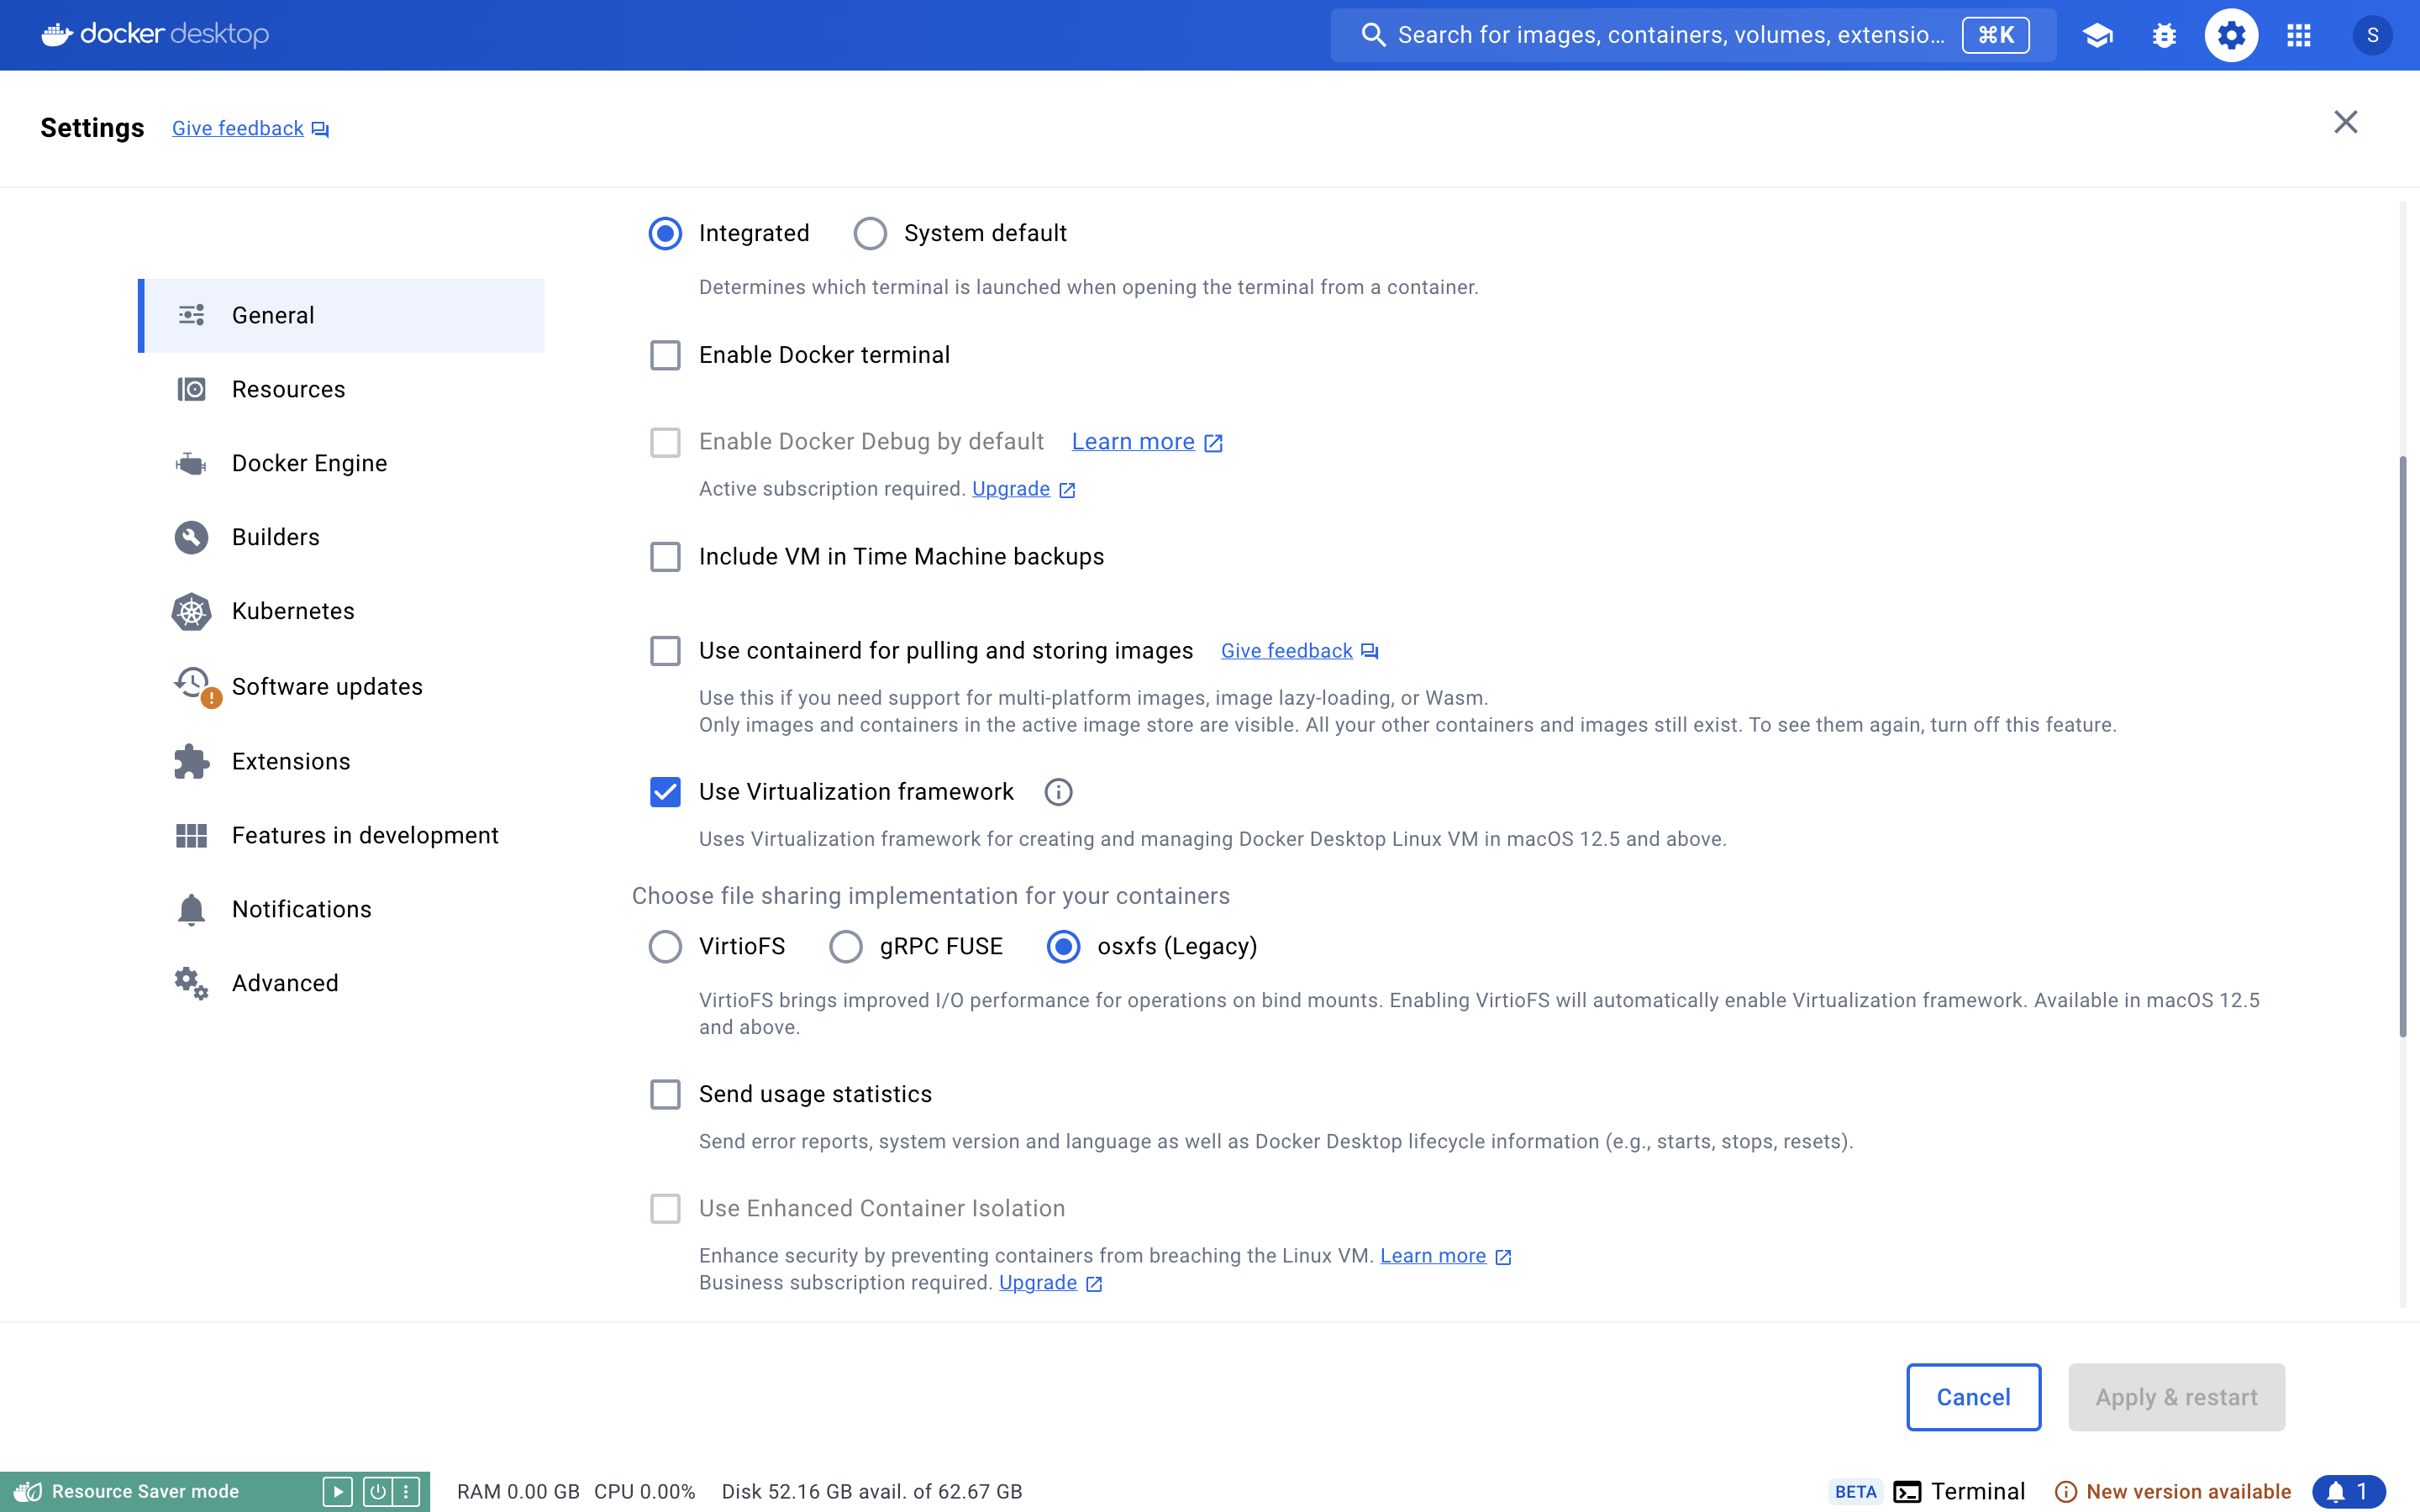 docker desktop
Search for images, containers, volumes, extensio... ⌘K
S
Settings
Give feedback
General
Resources
Docker Engine
Builders
Kubernetes
Software updates
Extensions
Features in development
Notifications
Advanced
Integrated
System default
Determines which terminal is launched when opening the terminal from a container.
Enable Docker terminal
Enable Docker Debug by default Learn more
Active subscription required. Upgrade
Include VM in Time Machine backups
Use containerd for pulling and storing images Give feedback
Use this if you need support for multi-platform images, image lazy-loading, or Wasm.
Only images and containers in the active image store are visible. All your other containers and images still exist. To see them again, turn off this feature.
Use Virtualization framework
Uses Virtualization framework for creating and managing Docker Desktop Linux VM in macOS 12.5 and above.
Choose file sharing implementation for your containers
VirtioFS
gRPC FUSE
osxfs (Legacy)
VirtioFS brings improved I/O performance for operations on bind mounts. Enabling VirtioFS will automatically enable Virtualization framework. Available in macOS 12.5
and above.
Send usage statistics
Send error reports, system version and language as well as Docker Desktop lifecycle information (e.g., starts, stops, resets).
Use Enhanced Container Isolation
Enhance security by preventing containers from breaching the Linux VM. Learn more
Business subscription required. Upgrade
Cancel
Apply & restart
Resource Saver mode
RAM 0.00 GB CPU 0.00% Disk 52.16 GB avail. of 62.67 GB
BETA Terminal
New version available
1